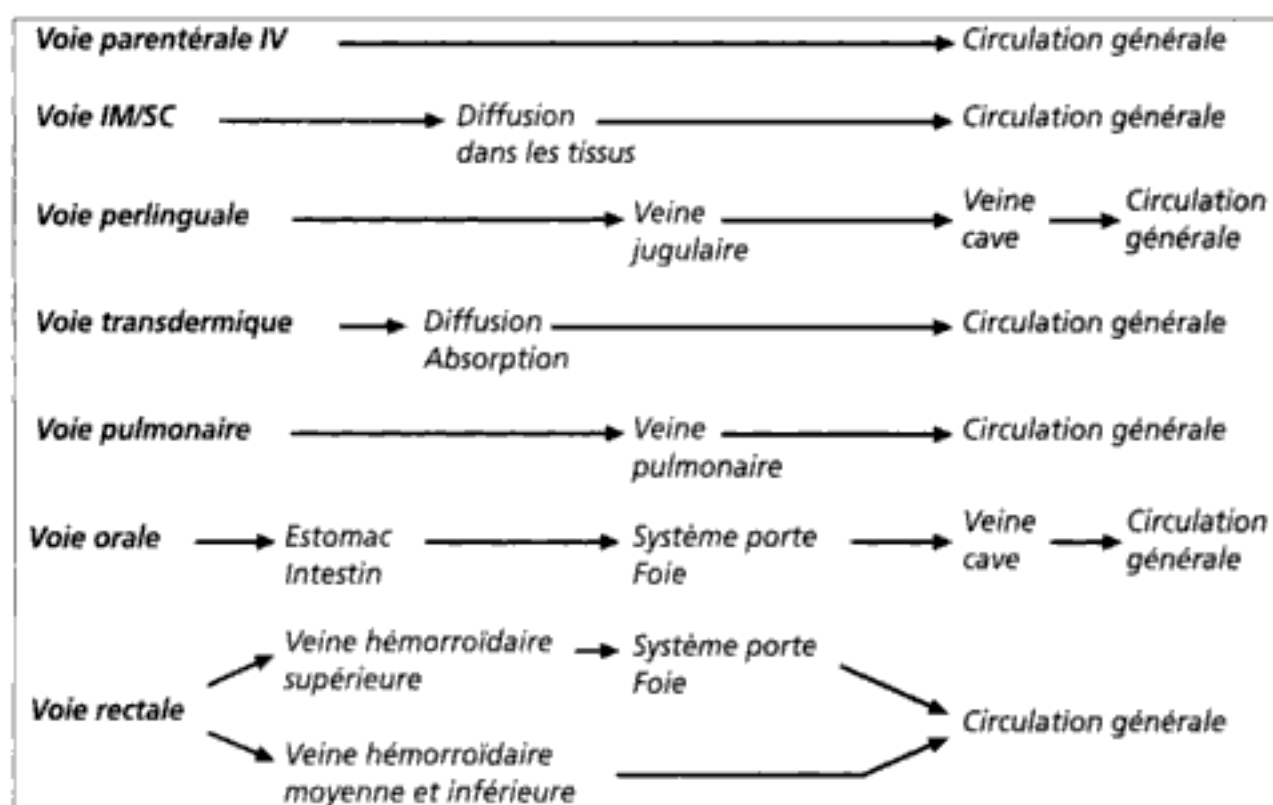 Voie parentérale IV Circulation générale
Voie IM/SC Diffusion Circulation générale
dans les tissus
Voie perlinguale Veine Veine Circulation
jugulaire cave générale
Voie transdermique Diffusion Circulation générale
Absorption
Voie pulmonaire Veine Circulation générale
pulmonaire
Voie orale Estomac Système porte Veine Circulation
Intestin Foie cave générale
Veine hémorroïdaire Système porte
supérieure Foie
Voie rectale Circulation générale
Veine hémorroïdaire
moyenne et inférieure